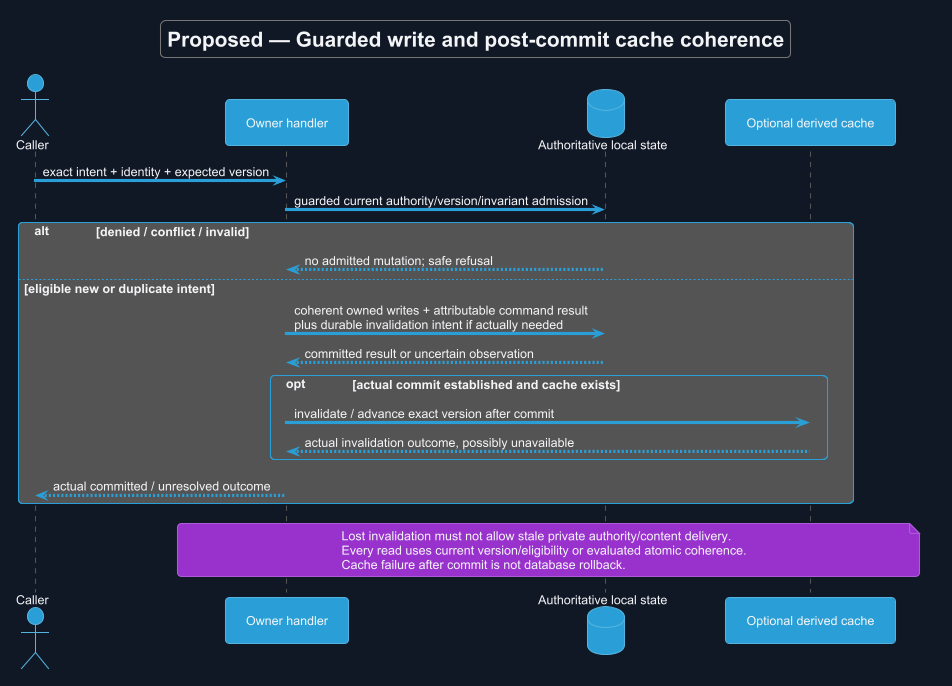 Proposed — Guarded write and post-commit cache coherence
Caller
Owner handler
Authoritative local state
Optional derived cache
exact intent + identity + expected version
guarded current authority/version/invariant admission
alt
[denied / conflict / invalid]
no admitted mutation; safe refusal
[eligible new or duplicate intent]
coherent owned writes + attributable command result
plus durable invalidation intent if actually needed
committed result or uncertain observation
opt
[actual commit established and cache exists]
invalidate / advance exact version after commit
actual invalidation outcome, possibly unavailable
actual committed / unresolved outcome
Lost invalidation must not allow stale private authority/content delivery.
Every read uses current version/eligibility or evaluated atomic coherence.
Cache failure after commit is not database rollback.
Caller
Owner handler
Authoritative local state
Optional derived cache